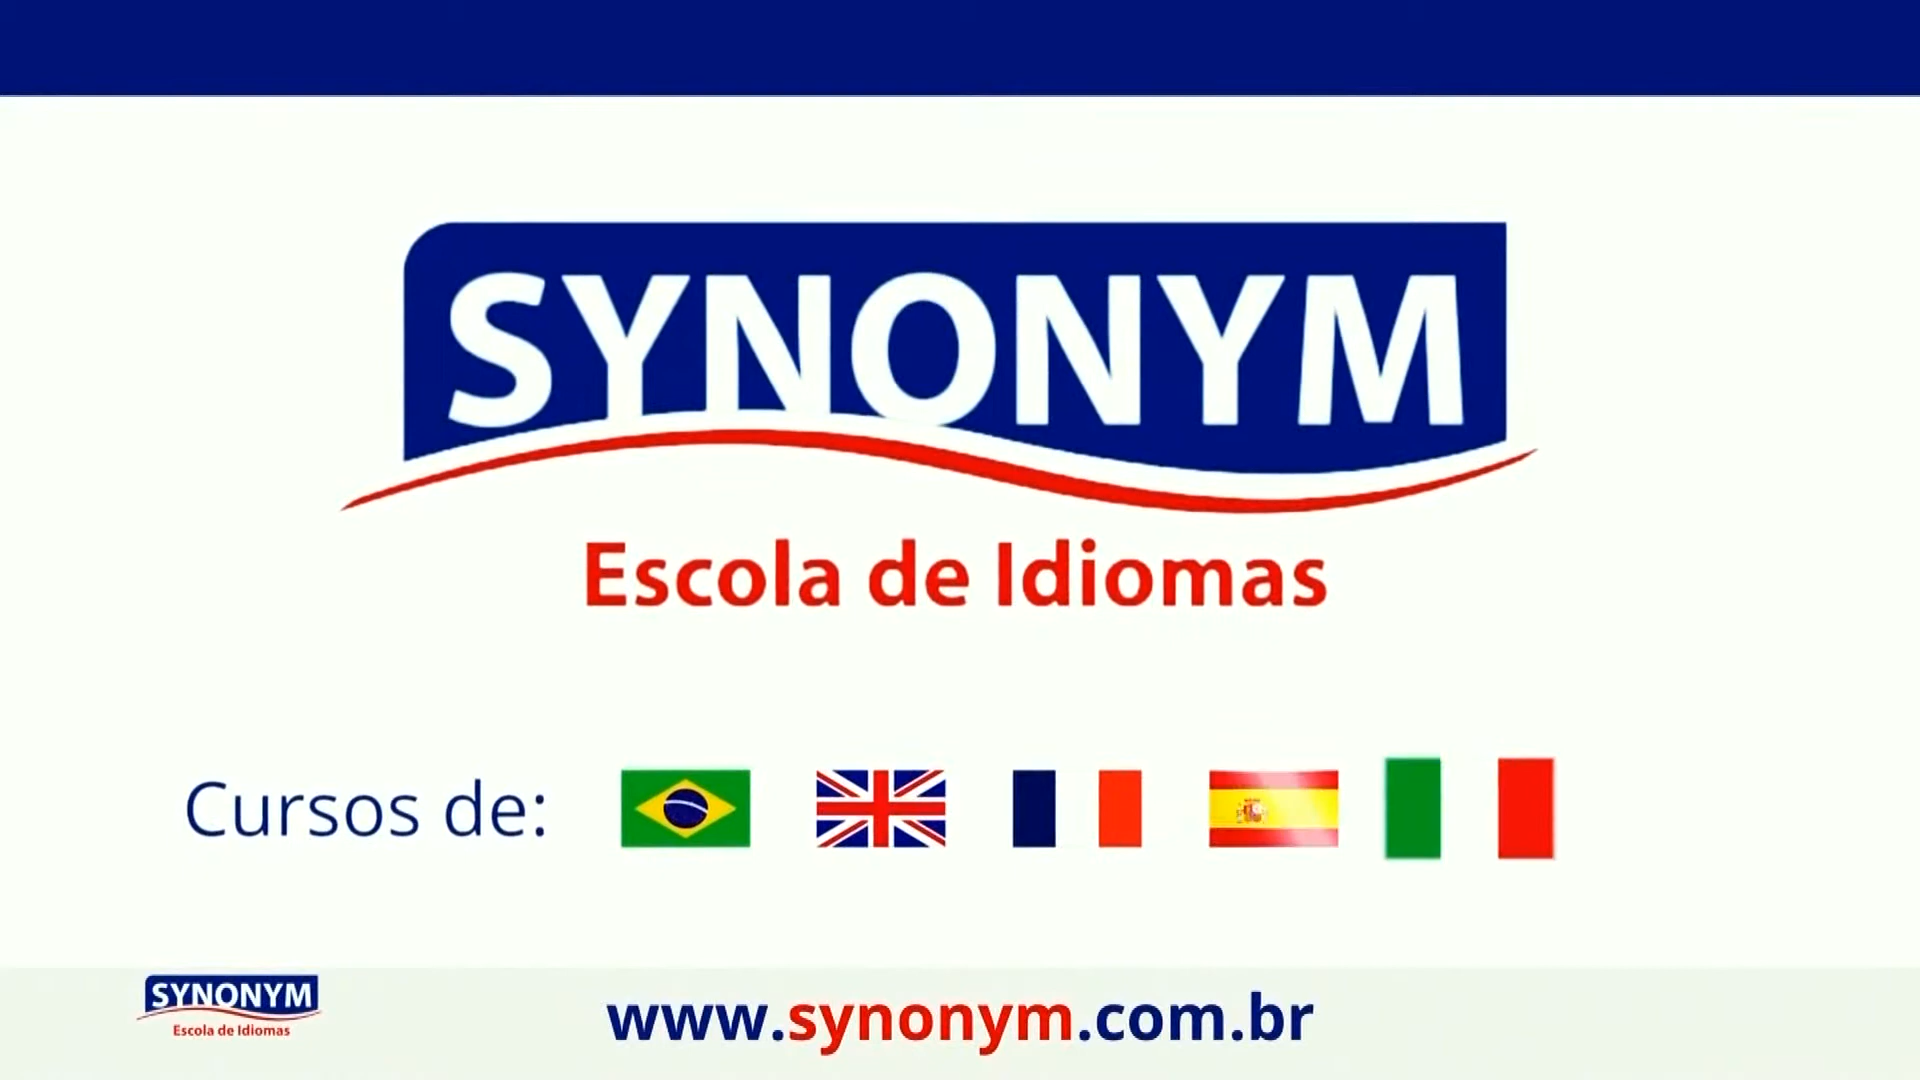 SYNONYM
Escola de Idiomas
Cursos de:
SYNONYM
Escola de Idiomas
www.synonym.com.br